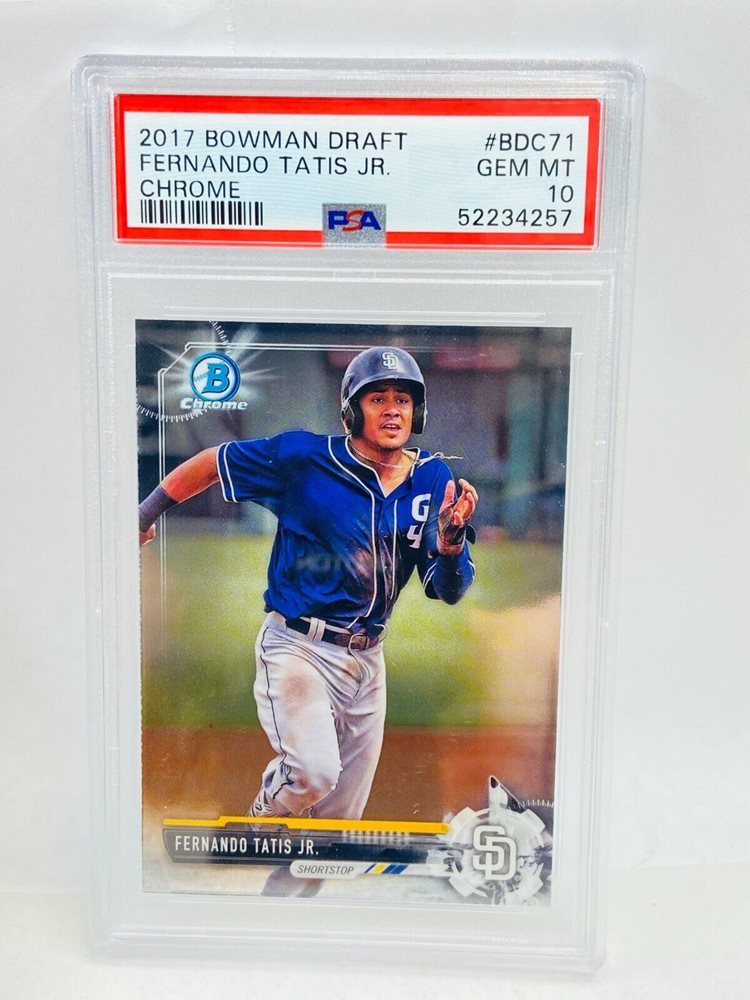 2017 BOWMAN DRAFT #BDC71
FERNANDO TATIS JR. GEM MT
CHROME 10
PSA 52234257
B
Chrome
SD
G
4
FERNANDO TATIS JR.
SHORTSTOP
SD